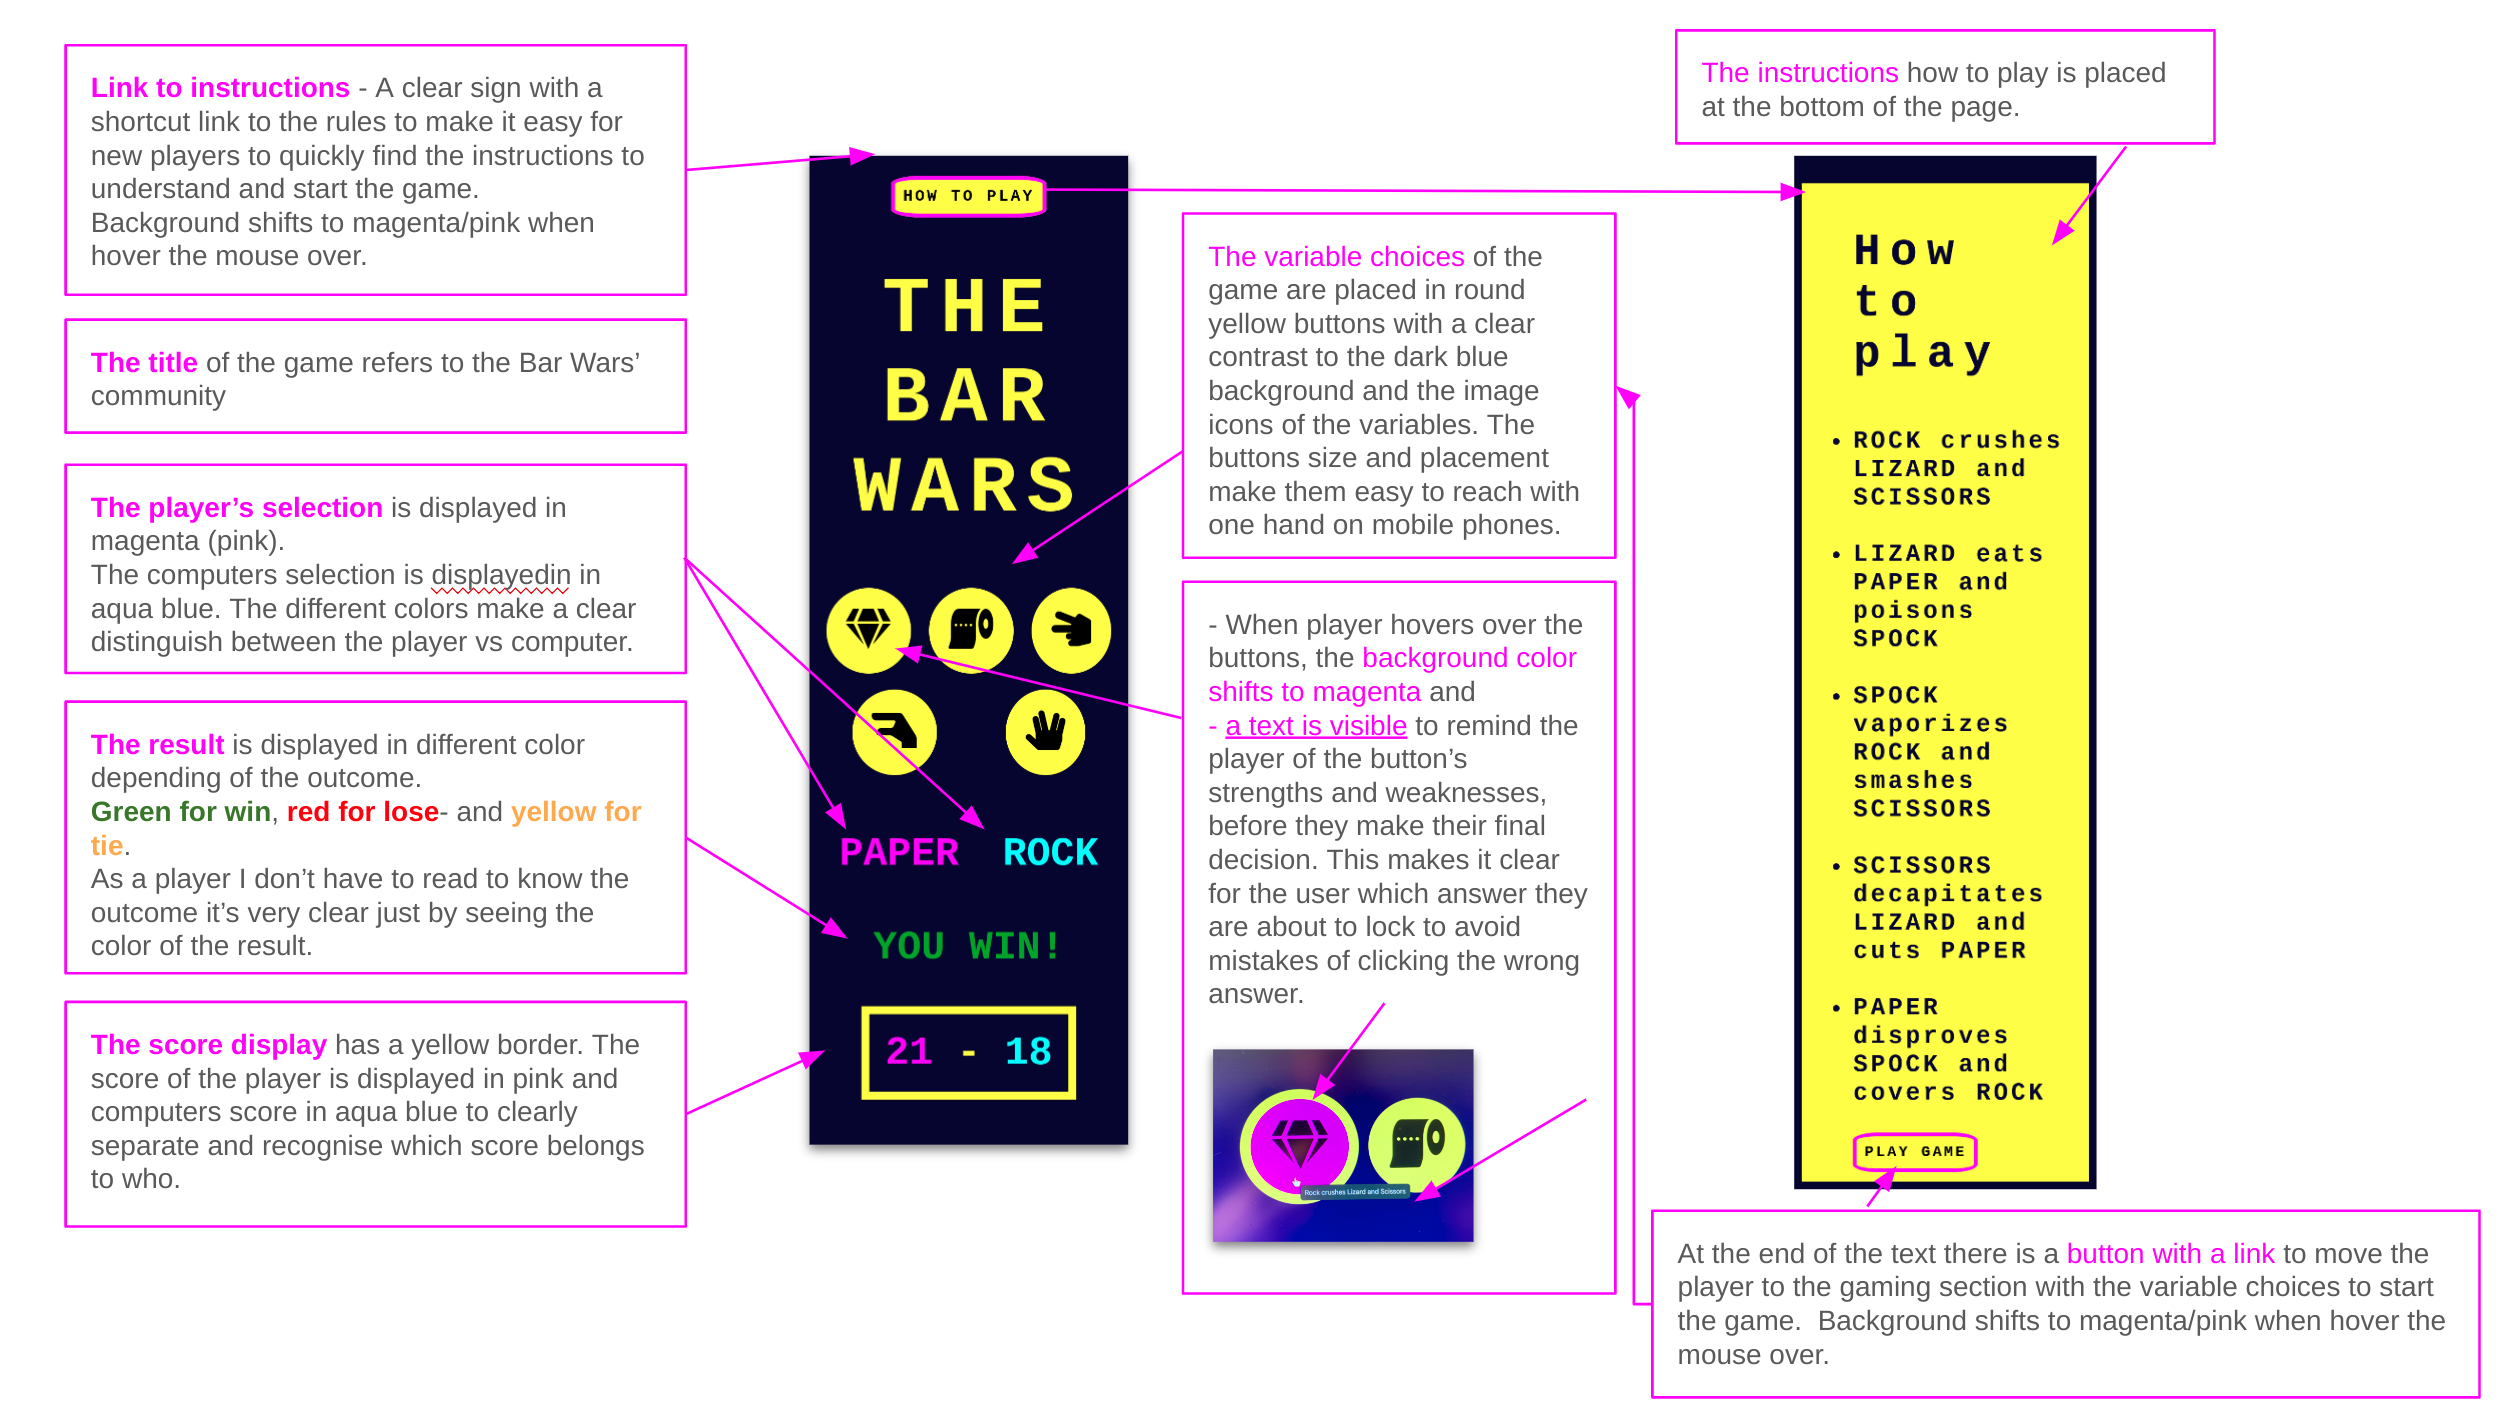 Link to instructions - A clear sign with a
shortcut link to the rules to make it easy for
new players to quickly find the instructions to
understand and start the game.
Background shifts to magenta/pink when
hover the mouse over.
The title of the game refers to the Bar Wars’
community
The player’s selection is displayed in
magenta (pink).
The computers selection is displayedin in
aqua blue. The different colors make a clear
distinguish between the player vs computer.
The result is displayed in different color
depending of the outcome.
Green for win, red for lose- and yellow for
tie.
As a player I don’t have to read to know the
outcome it’s very clear just by seeing the
color of the result.
The score display has a yellow border. The
score of the player is displayed in pink and
computers score in aqua blue to clearly
separate and recognise which score belongs
to who.
HOW TO PLAY
THE
BAR
WARS
PAPER ROCK
YOU WIN!
21 - 18
The variable choices of the
game are placed in round
yellow buttons with a clear
contrast to the dark blue
background and the image
icons of the variables. The
buttons size and placement
make them easy to reach with
one hand on mobile phones.
- When player hovers over the
buttons, the background color
shifts to magenta and
- a text is visible to remind the
player of the button’s
strengths and weaknesses,
before they make their final
decision. This makes it clear
for the user which answer they
are about to lock to avoid
mistakes of clicking the wrong
answer.
Rock crushes Lizard and Scissors
The instructions how to play is placed
at the bottom of the page.
How
to
play
• ROCK crushes
LIZARD and
SCISSORS
• LIZARD eats
PAPER and
poisons
SPOCK
• SPOCK
vaporizes
ROCK and
smashes
SCISSORS
• SCISSORS
decapitates
LIZARD and
cuts PAPER
• PAPER
disproves
SPOCK and
covers ROCK
PLAY GAME
At the end of the text there is a button with a link to move the
player to the gaming section with the variable choices to start
the game.  Background shifts to magenta/pink when hover the
mouse over.